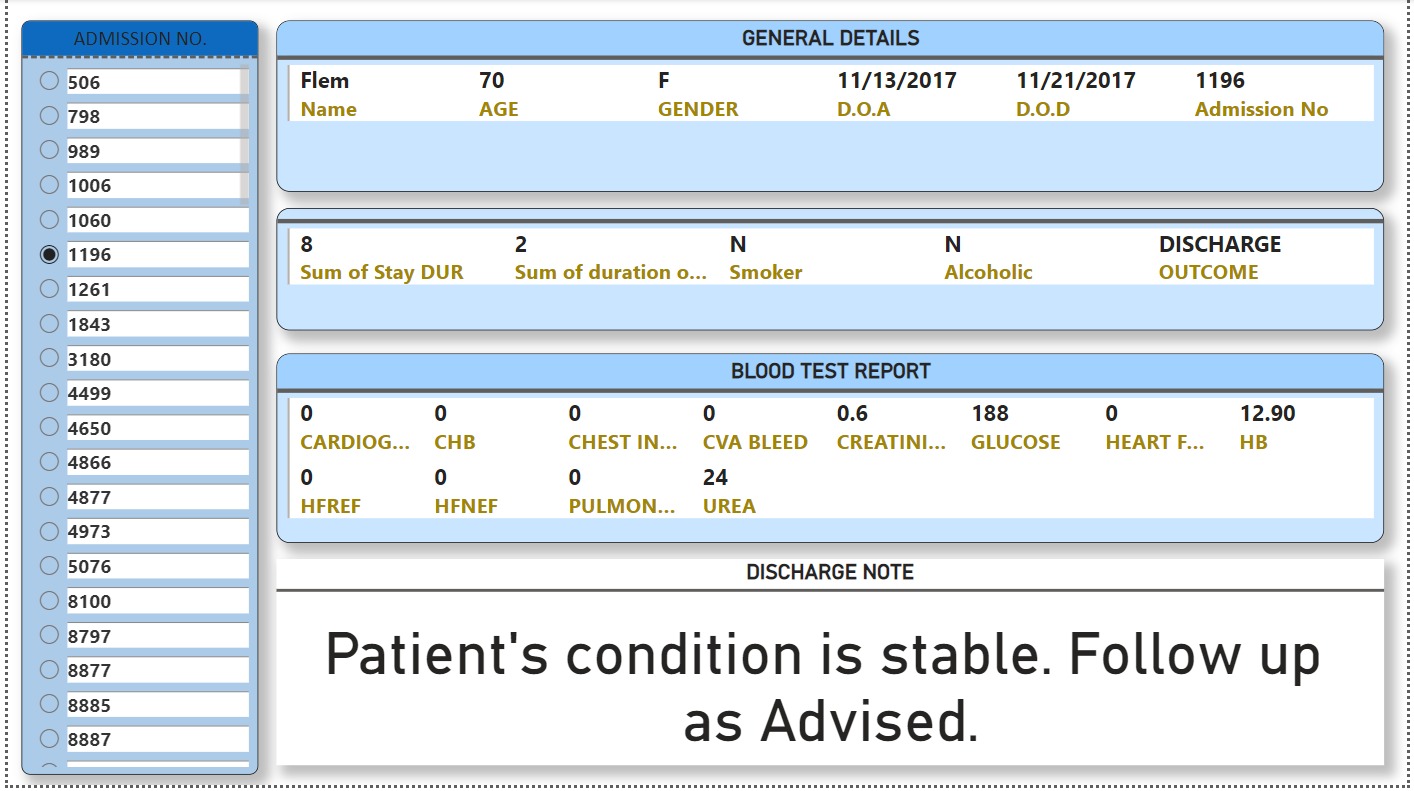 ADMISSION NO.
506
798
989
1006
1060
1196
1261
1843
3180
4499
4650
4866
4877
4973
5076
8100
8797
8877
8885
8887
GENERAL DETAILS
Flem 70 F 11/13/2017 11/21/2017 1196
Name AGE GENDER D.O.A D.O.D Admission No
8 2 N N DISCHARGE
Sum of Stay DUR Sum of duration o... Smoker Alcoholic OUTCOME
BLOOD TEST REPORT
0 0 0 0 0.6 188 0 12.90
CARDIOG... CHB CHEST IN... CVA BLEED CREATINI... GLUCOSE HEART F... HB
0 0 0 24
HFREF HFNEF PULMON... UREA
DISCHARGE NOTE
Patient's condition is stable. Follow up
as Advised.